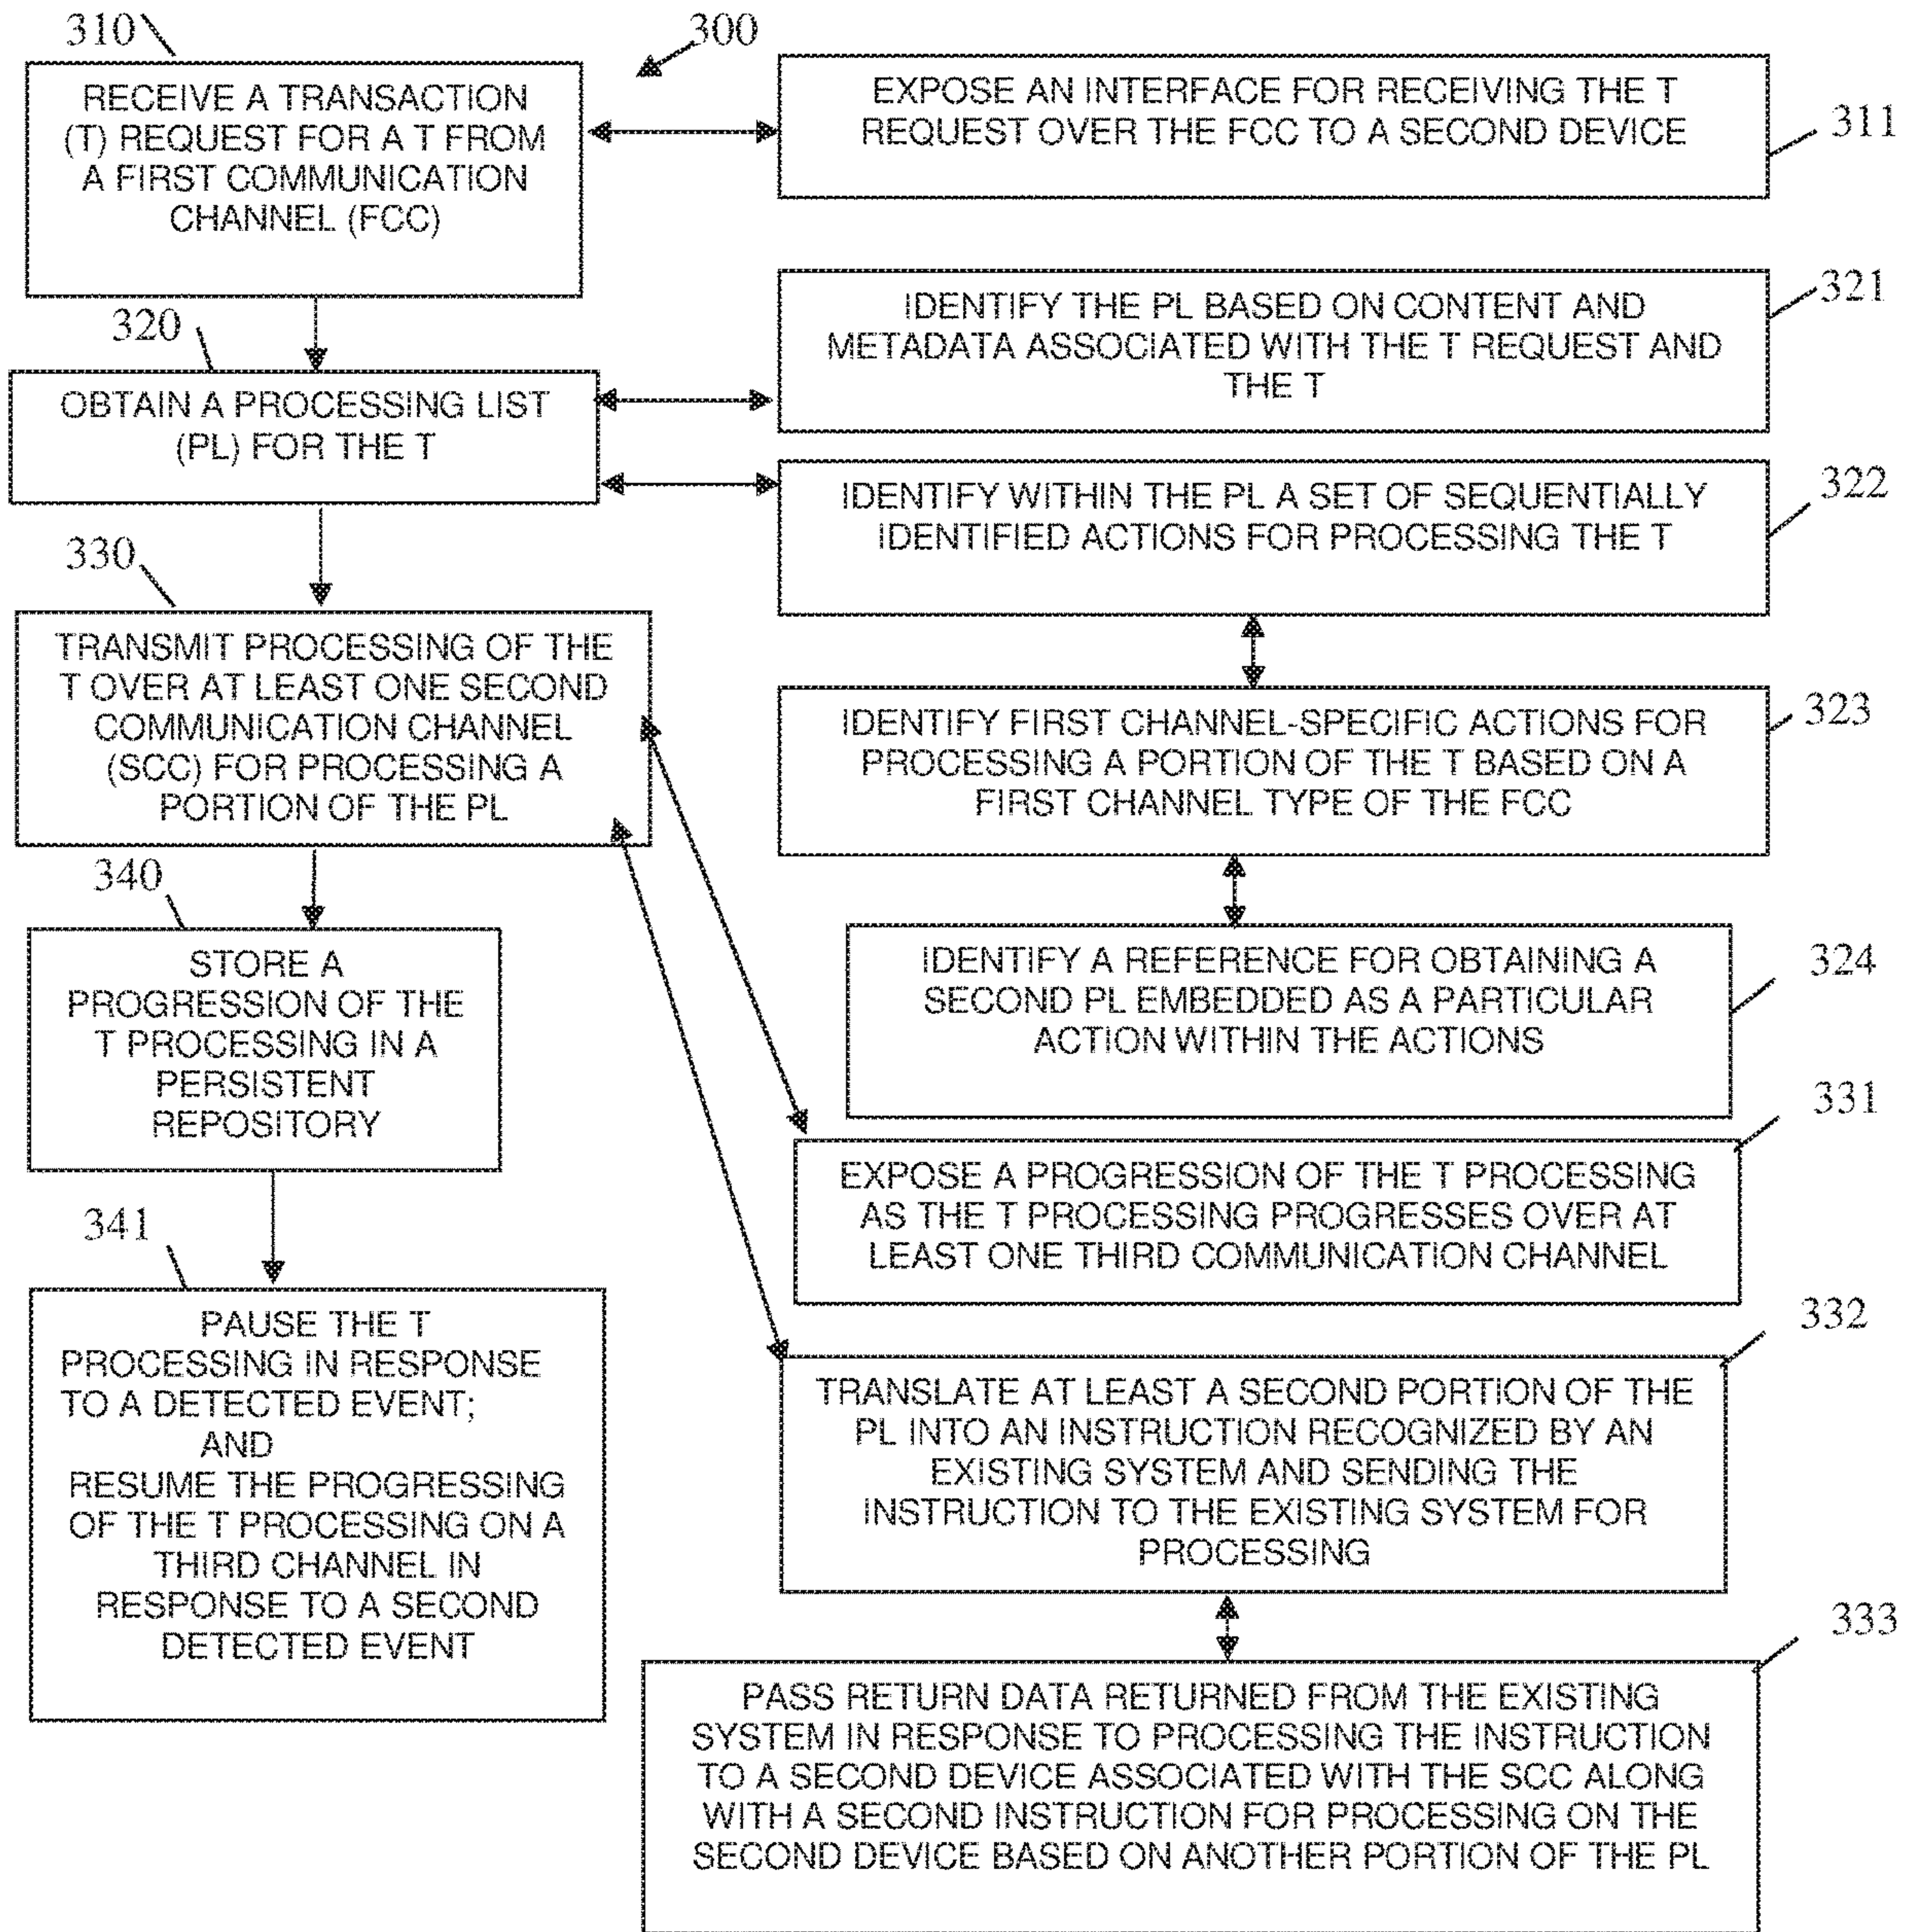 310
300
RECEIVE A TRANSACTION
(T) REQUEST FOR A T FROM
A FIRST COMMUNICATION
CHANNEL (FCC)
EXPOSE AN INTERFACE FOR RECEIVING THE T
REQUEST OVER THE FCC TO A SECOND DEVICE
311
320
OBTAIN A PROCESSING LIST
(PL) FOR THE T
IDENTIFY THE PL BASED ON CONTENT AND
METADATA ASSOCIATED WITH THE T REQUEST AND
THE T
321
IDENTIFY WITHIN THE PL A SET OF SEQUENTIALLY
IDENTIFIED ACTIONS FOR PROCESSING THE T
322
330
TRANSMIT PROCESSING OF THE
T OVER AT LEAST ONE SECOND
COMMUNICATION CHANNEL
(SCC) FOR PROCESSING A
PORTION OF THE PL
IDENTIFY FIRST CHANNEL-SPECIFIC ACTIONS FOR
PROCESSING A PORTION OF THE T BASED ON A
FIRST CHANNEL TYPE OF THE FCC
323
340
STORE A
PROGRESSION OF THE
T PROCESSING IN A
PERSISTENT
REPOSITORY
IDENTIFY A REFERENCE FOR OBTAINING A
SECOND PL EMBEDDED AS A PARTICULAR
ACTION WITHIN THE ACTIONS
324
331
EXPOSE A PROGRESSION OF THE T PROCESSING
AS THE T PROCESSING PROGRESSES OVER AT
LEAST ONE THIRD COMMUNICATION CHANNEL
341
PAUSE THE T
PROCESSING IN RESPONSE
TO A DETECTED EVENT;
AND
RESUME THE PROGRESSING
OF THE T PROCESSING ON A
THIRD CHANNEL IN
RESPONSE TO A SECOND
DETECTED EVENT
332
TRANSLATE AT LEAST A SECOND PORTION OF THE
PL INTO AN INSTRUCTION RECOGNIZED BY AN
EXISTING SYSTEM AND SENDING THE
INSTRUCTION TO THE EXISTING SYSTEM FOR
PROCESSING
333
PASS RETURN DATA RETURNED FROM THE EXISTING
SYSTEM IN RESPONSE TO PROCESSING THE INSTRUCTION
TO A SECOND DEVICE ASSOCIATED WITH THE SCC ALONG
WITH A SECOND INSTRUCTION FOR PROCESSING ON THE
SECOND DEVICE BASED ON ANOTHER PORTION OF THE PL